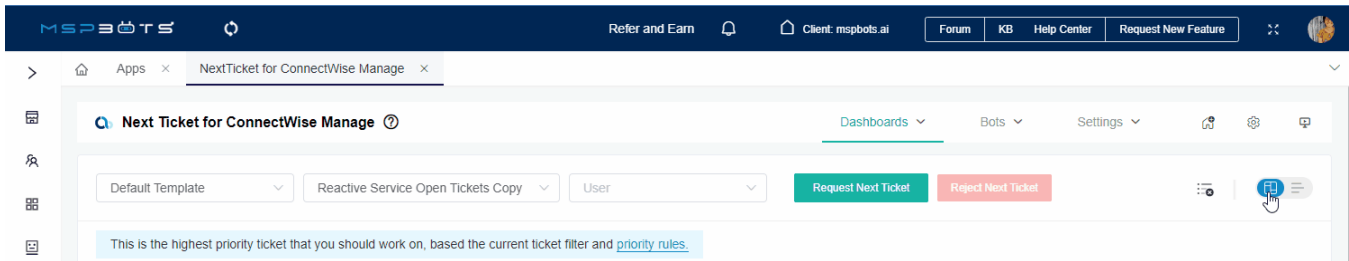 MSPBOTS Refer and Earn Client: mspbots.ai Forum KB Help Center Request New Feature
Apps × NextTicket for ConnectWise Manage ×
Next Ticket for ConnectWise Manage Dashboards Bots Settings
Default Template Reactive Service Open Tickets Copy User Request Next Ticket Reject Next Ticket
This is the highest priority ticket that you should work on, based the current ticket filter and priority rules.